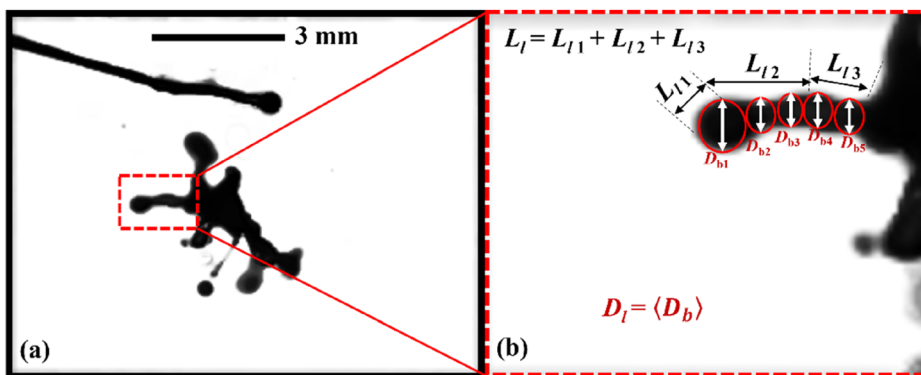 3 mm
(a)
L_l = L_l1 + L_l2 + L_l3
L_l1
L_l2
L_l3
D_b1
D_b2
D_b3
D_b4
D_b5
D_l = ⟨D_b⟩
(b)